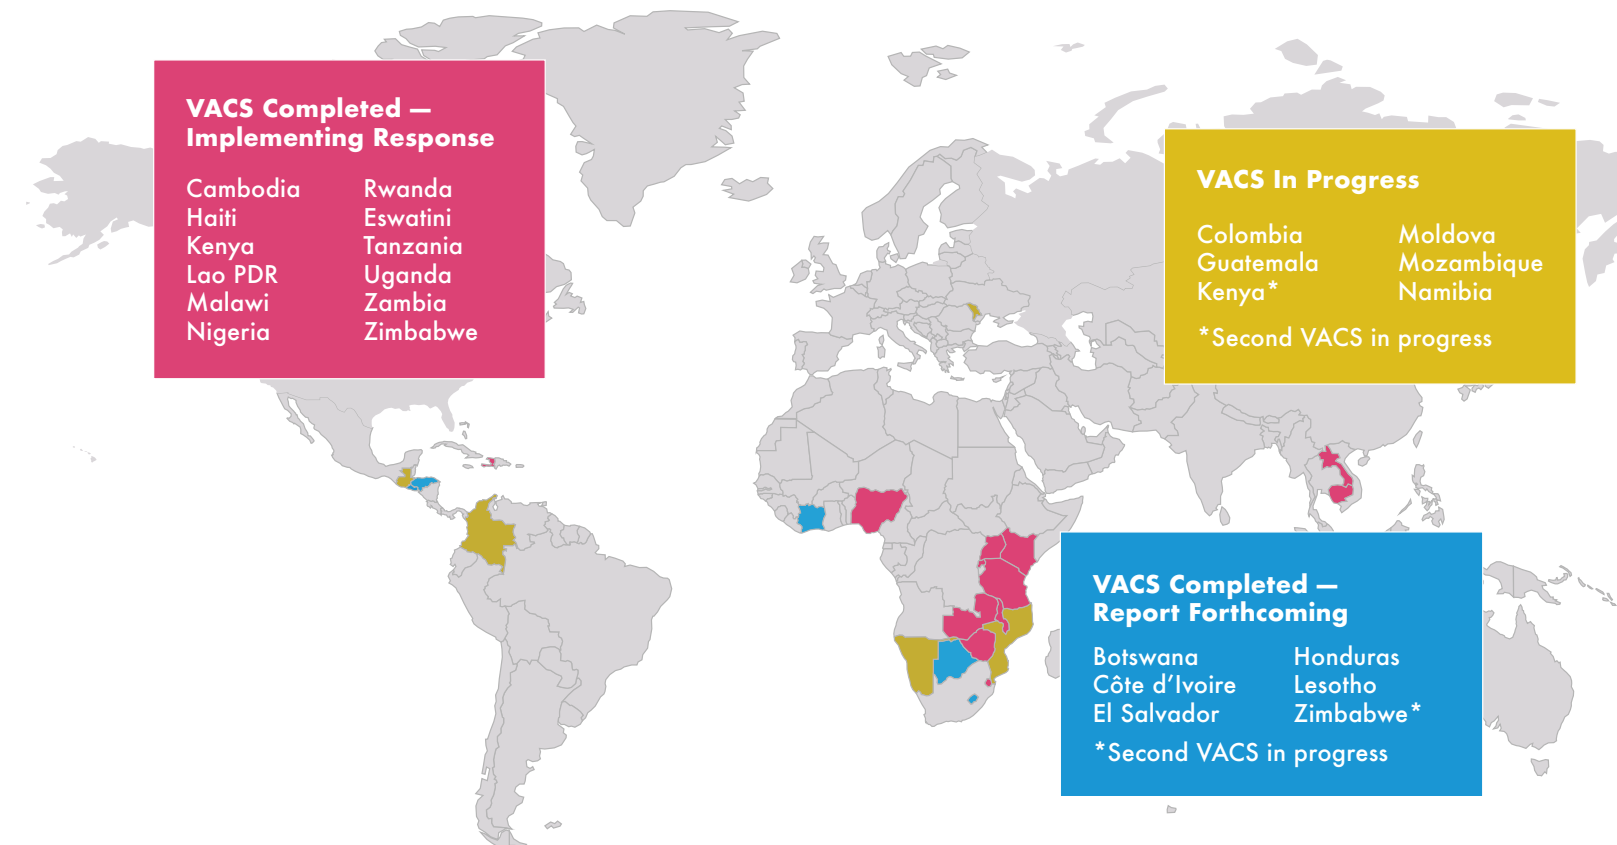 VACS Completed —
Implementing Response
Cambodia
Haiti
Kenya
Lao PDR
Malawi
Nigeria
Rwanda
Eswatini
Tanzania
Uganda
Zambia
Zimbabwe
VACS In Progress
Colombia
Guatemala
Kenya*
Moldova
Mozambique
Namibia
*Second VACS in progress
VACS Completed —
Report Forthcoming
Botswana
Côte d’Ivoire
El Salvador
Honduras
Lesotho
Zimbabwe*
*Second VACS in progress